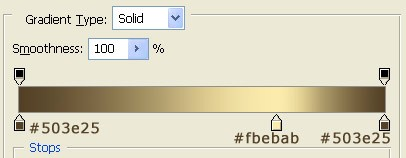 Gradient Type: Solid
Smoothness: 100 %
#503e25 #fbebab #503e25
Stops